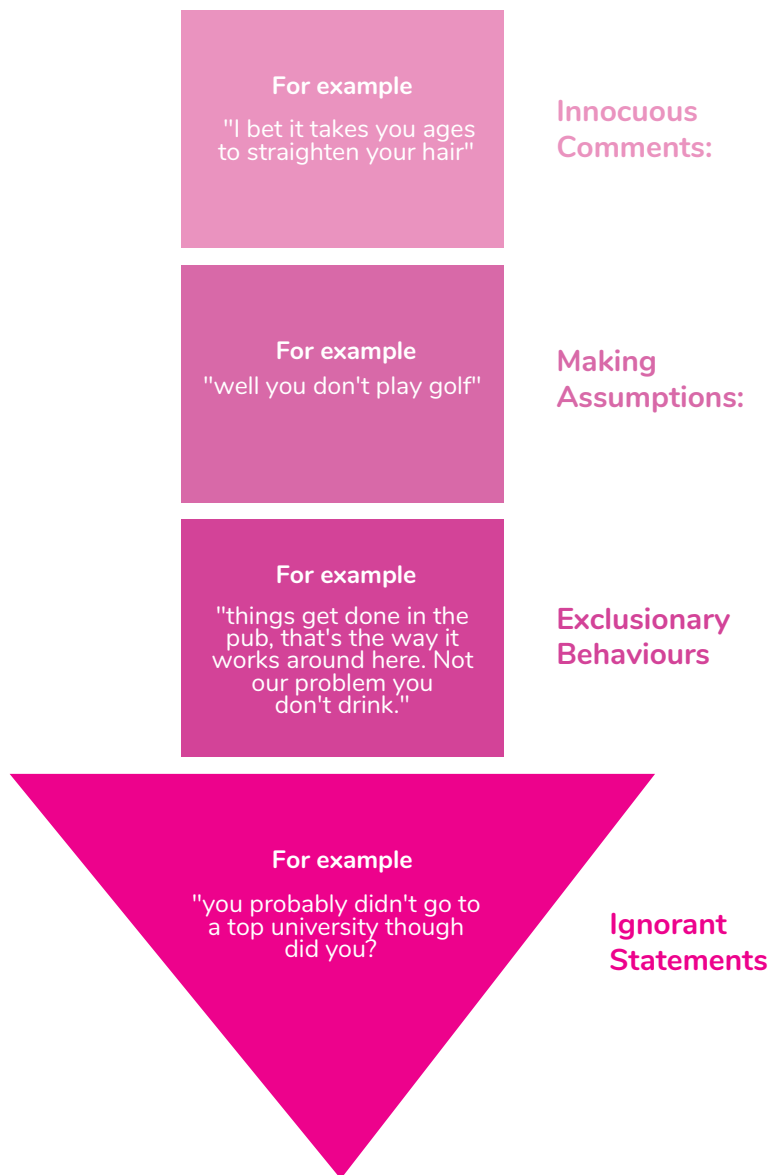 For example
"I bet it takes you ages
to straighten your hair"
Innocuous
Comments:
For example
"well you don't play golf"
Making
Assumptions:
For example
"things get done in the
pub, that's the way it
works around here. Not
our problem you
don't drink."
Exclusionary
Behaviours
For example
"you probably didn't go to
a top university though
did you?
Ignorant
Statements